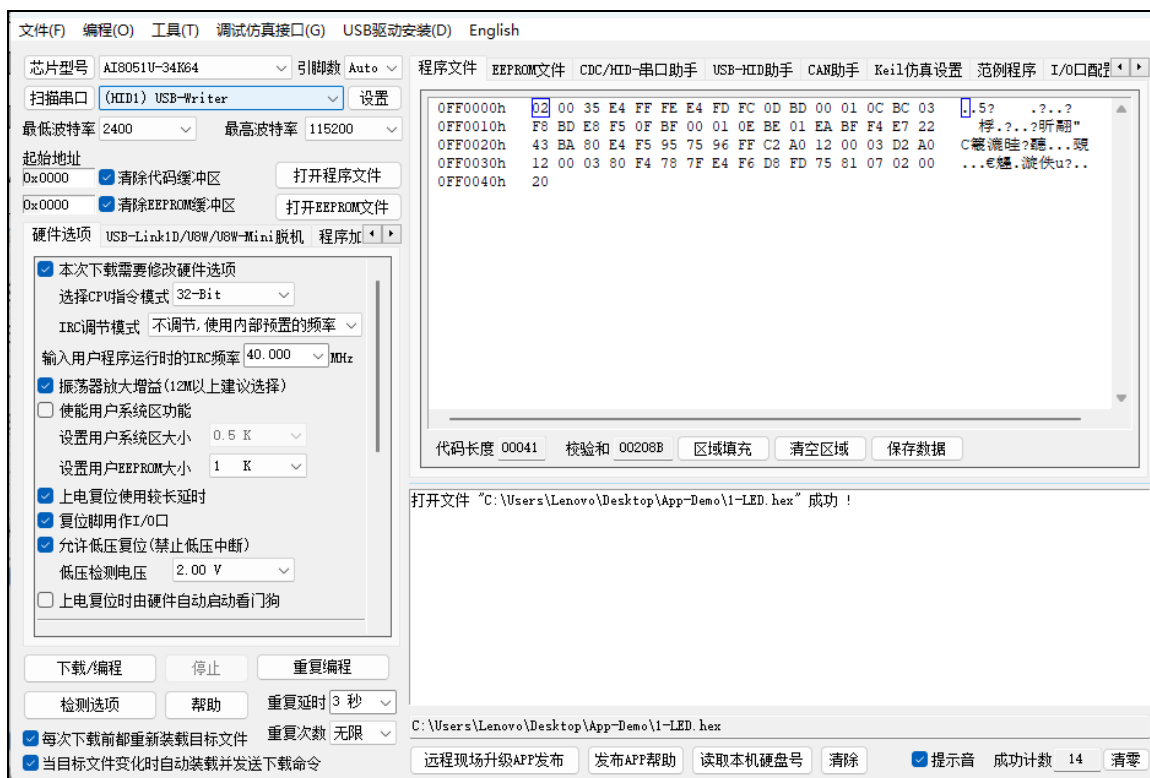 文件(F) 编程(O) 工具(T) 调试仿真接口(G) USB驱动安装(D) English
芯片型号 AI8051U-34K64 引脚数 Auto
扫描串口 (HID1) USB-Writer 设置
最低波特率 2400 最高波特率 115200
起始地址
0x0000 清除代码缓冲区 打开程序文件
0x0000 清除EEPROM缓冲区 打开EEPROM文件
硬件选项 USB-Link1D/U8W/U8W-Mini脱机 程序加
本次下载需要修改硬件选项
选择CPU指令模式 32-Bit
IRC调节模式 不调节,使用内部预置的频率
输入用户程序运行时的IRC频率 40.000 MHz
振荡器放大增益(12M以上建议选择)
使能用户系统区功能
设置用户系统区大小 0.5 K
设置用户EEPROM大小 1 K
上电复位使用较长延时
复位脚用作I/O口
允许低压复位(禁止低压中断)
低压检测电压 2.00 V
上电复位时由硬件自动启动看门狗
下载/编程 停止 重复编程
检测选项 帮助 重复延时 3 秒
重复次数 无限
每次下载前都重新装载目标文件
当目标文件变化时自动装载并发送下载命令
程序文件 EEPROM文件 CDC/HID-串口助手 USB-HID助手 CAN助手 Keil仿真设置 范例程序 I/O口配
0FF0000h 02 00 35 E4 FF FE E4 FD FC 0D BD 00 01 0C BC 03 ..5? .?..?
0FF0010h F8 BD E8 F5 0F BF 00 01 0E BE 01 EA BF F4 E7 22
0FF0020h 43 BA 80 E4 F5 95 75 96 FF C2 A0 12 00 03 D2 A0
0FF0030h 12 00 03 80 F4 78 7F E4 F6 D8 FD 75 81 07 02 00
0FF0040h 20
代码长度 00041 校验和 00208B 区域填充 清空区域 保存数据
打开文件 "C:\Users\Lenovo\Desktop\App-Demo\1-LED.hex" 成功 !
C:\Users\Lenovo\Desktop\App-Demo\1-LED.hex
远程现场升级APP发布 发布APP帮助 读取本机硬盘号 清除 提示音 成功计数 14 清零